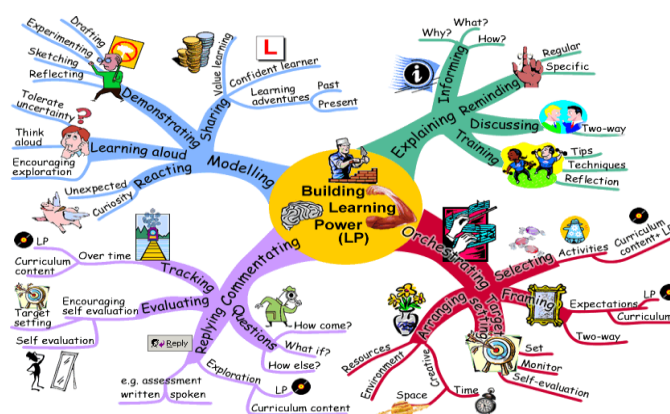 Building
Learning
Power
(LP)
Modelling
Demonstrating
Drafting
Experimenting
Sketching
Reflecting
Sharing
Value learning
L
Confident learner
Learning
adventures
Past
Present
Learning aloud
Tolerate
uncertainty
?
Think
aloud
Encouraging
exploration
Reacting
Unexpected
Curiosity
Explaining
Informing
Why?
What?
How?
i
Reminding
Regular
Specific
Discussing
Two-way
Training
Tips
Techniques
Reflection
Orchestrating
Selecting
Activities
Curriculum
content+ LP
Framing
Expectations
LP
Curriculum
Two-way
Target
setting
Set
Monitor
Self-evaluation
Arranging
Resources
Environment
Creative
Space
Time
Commentating
Tracking
Over time
LP
Curriculum
content
Evaluating
Encouraging
self evaluation
Target
setting
Self evaluation
Replying
Reply
e.g. assessment
written
spoken
Questions
How come?
What if?
How else?
Exploration
LP
Curriculum content